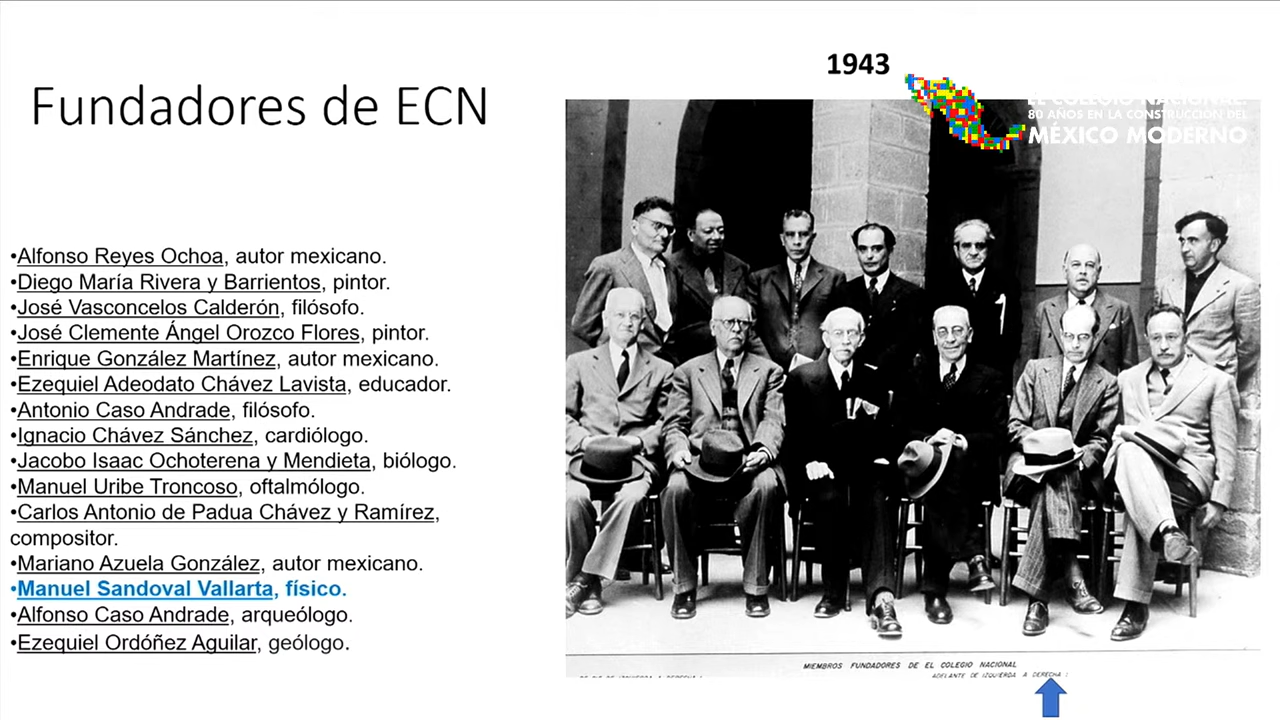 Fundadores de ECN
1943
EL COLEGIO NACIONAL:
80 AÑOS EN LA CONSTRUCCIÓN DEL
MÉXICO MODERNO
•Alfonso Reyes Ochoa, autor mexicano.
•Diego María Rivera y Barrientos, pintor.
•José Vasconcelos Calderón, filósofo.
•José Clemente Ángel Orozco Flores, pintor.
•Enrique González Martínez, autor mexicano.
•Ezequiel Adeodato Chávez Lavista, educador.
•Antonio Caso Andrade, filósofo.
•Ignacio Chávez Sánchez, cardiólogo.
•Jacobo Isaac Ochoterena y Mendieta, biólogo.
•Manuel Uribe Troncoso, oftalmólogo.
•Carlos Antonio de Padua Chávez y Ramírez,
compositor.
•Mariano Azuela González, autor mexicano.
•Manuel Sandoval Vallarta, físico.
•Alfonso Caso Andrade, arqueólogo.
•Ezequiel Ordóñez Aguilar, geólogo.
MIEMBROS FUNDADORES DE EL COLEGIO NACIONAL
DE PIE DE IZQUIERDA A DERECHA:
ADELANTE DE IZQUIERDA A DERECHA: